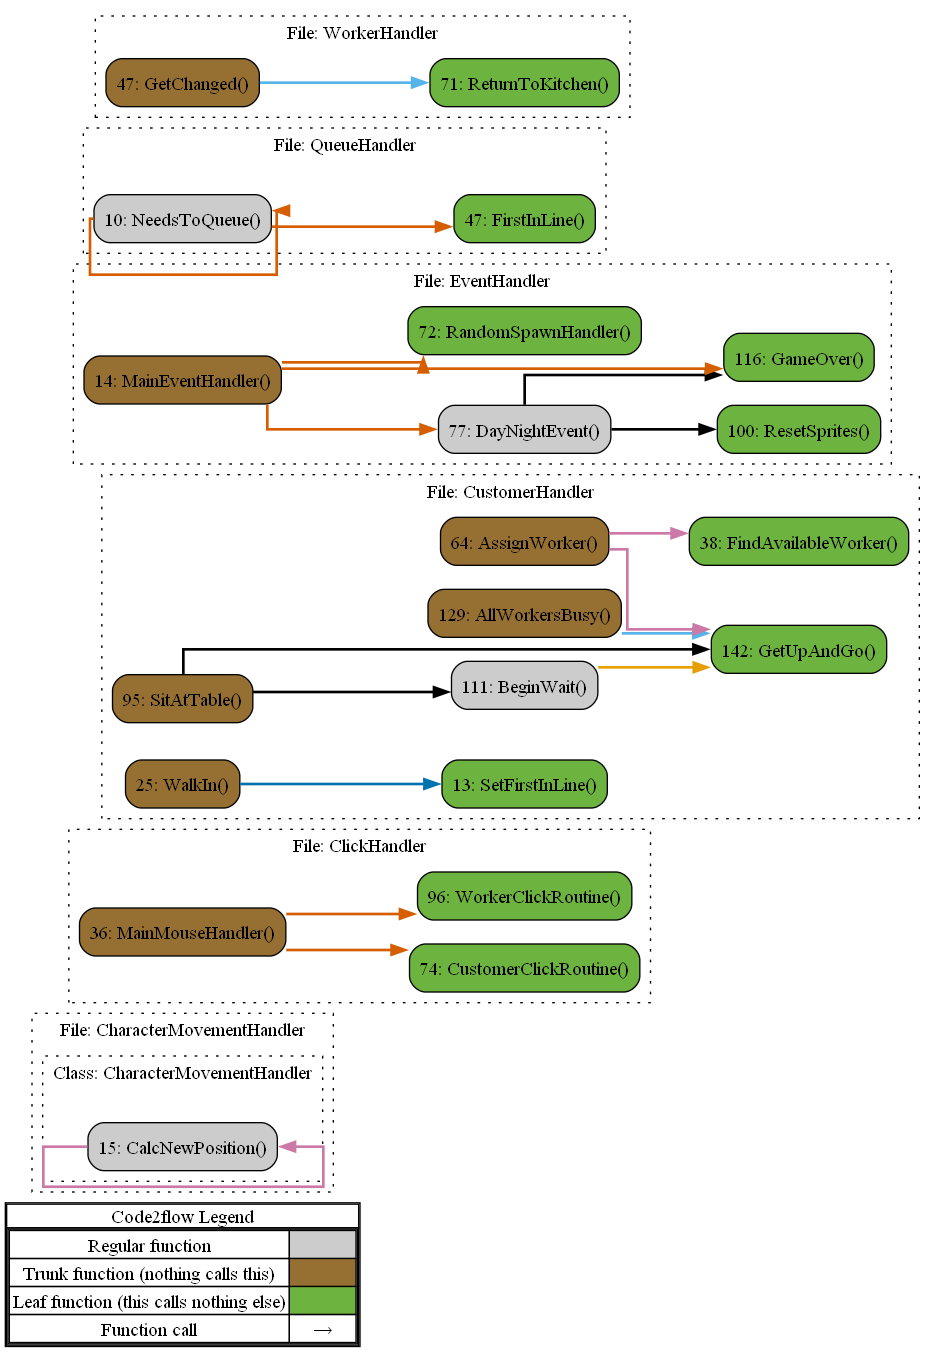 File: WorkerHandler
47: GetChanged()
71: ReturnToKitchen()
File: QueueHandler
10: NeedsToQueue()
47: FirstInLine()
File: EventHandler
72: RandomSpawnHandler()
116: GameOver()
14: MainEventHandler()
77: DayNightEvent()
100: ResetSprites()
File: CustomerHandler
64: AssignWorker()
38: FindAvailableWorker()
129: AllWorkersBusy()
142: GetUpAndGo()
111: BeginWait()
95: SitAtTable()
25: WalkIn()
13: SetFirstInLine()
File: ClickHandler
96: WorkerClickRoutine()
36: MainMouseHandler()
74: CustomerClickRoutine()
File: CharacterMovementHandler
Class: CharacterMovementHandler
15: CalcNewPosition()
Code2flow Legend
Regular function
Trunk function (nothing calls this)
Leaf function (this calls nothing else)
Function call →